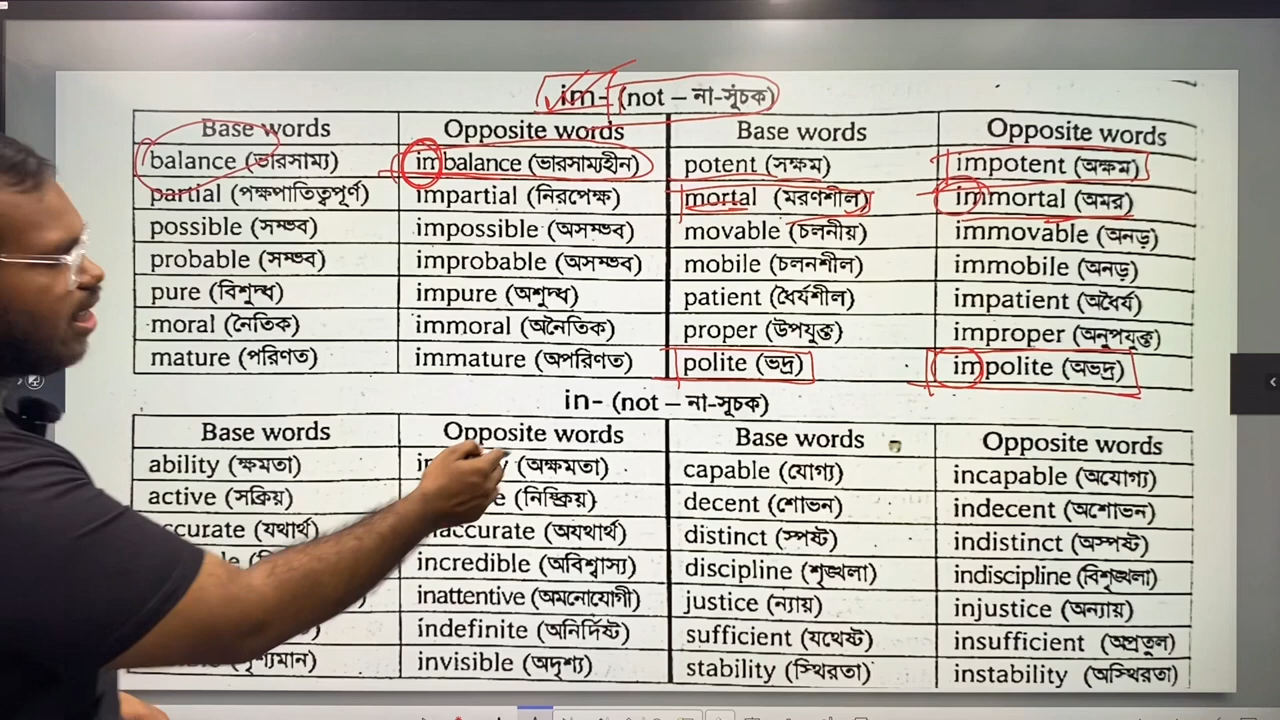 im- (not – না-সূচক)
Base words Opposite words Base words Opposite words
balance (ভারসাম্য) imbalance (ভারসাম্যহীন) potent (সক্ষম) impotent (অক্ষম)
partial (পক্ষপাতিত্বপূর্ণ) impartial (নিরপেক্ষ) mortal (মরণশীল) immortal (অমর)
possible (সম্ভব) impossible (অসম্ভব) movable (চলনীয়) immovable (অনড়)
probable (সম্ভব) improbable (অসম্ভব) mobile (চলনশীল) immobile (অনড়)
pure (বিশুদ্ধ) impure (অশুদ্ধ) patient (ধৈর্যশীল) impatient (অধৈর্য)
moral (নৈতিক) immoral (অনৈতিক) proper (উপযুক্ত) improper (অনুপযুক্ত)
mature (পরিণত) immature (অপরিণত) polite (ভদ্র) impolite (অভদ্র)
in- (not – না-সূচক)
Base words Opposite words Base words Opposite words
ability (ক্ষমতা) (অক্ষমতা) capable (যোগ্য) incapable (অযোগ্য)
active (সক্রিয়) (নিষ্ক্রিয়) decent (শোভন) indecent (অশোভন)
(যথার্থ) inaccurate (অযথার্থ) distinct (স্পষ্ট) indistinct (অস্পষ্ট)
incredible (অবিশ্বাস্য) discipline (শৃঙ্খলা) indiscipline (বিশৃঙ্খলা)
inattentive (অমনোযোগী) justice (ন্যায়) injustice (অন্যায়)
indefinite (অনির্দিষ্ট) sufficient (যথেষ্ট) insufficient (অপ্রতুল)
invisible (অদৃশ্য) stability (স্থিরতা) instability (অস্থিরতা)